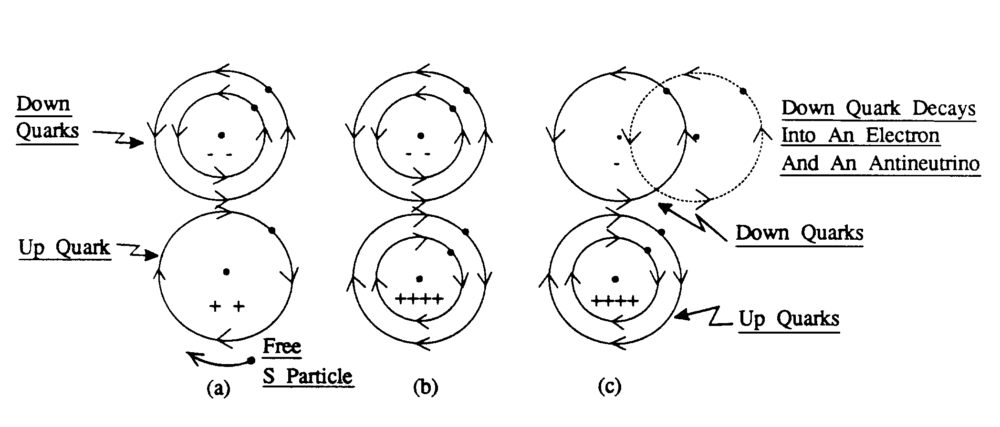 Down
Quarks
- -
Up Quark
+ +
Free
S Particle
(a)
- -
++++
(b)
-
Down Quark Decays
Into An Electron
And An Antineutrino
Down Quarks
++++
Up Quarks
(c)